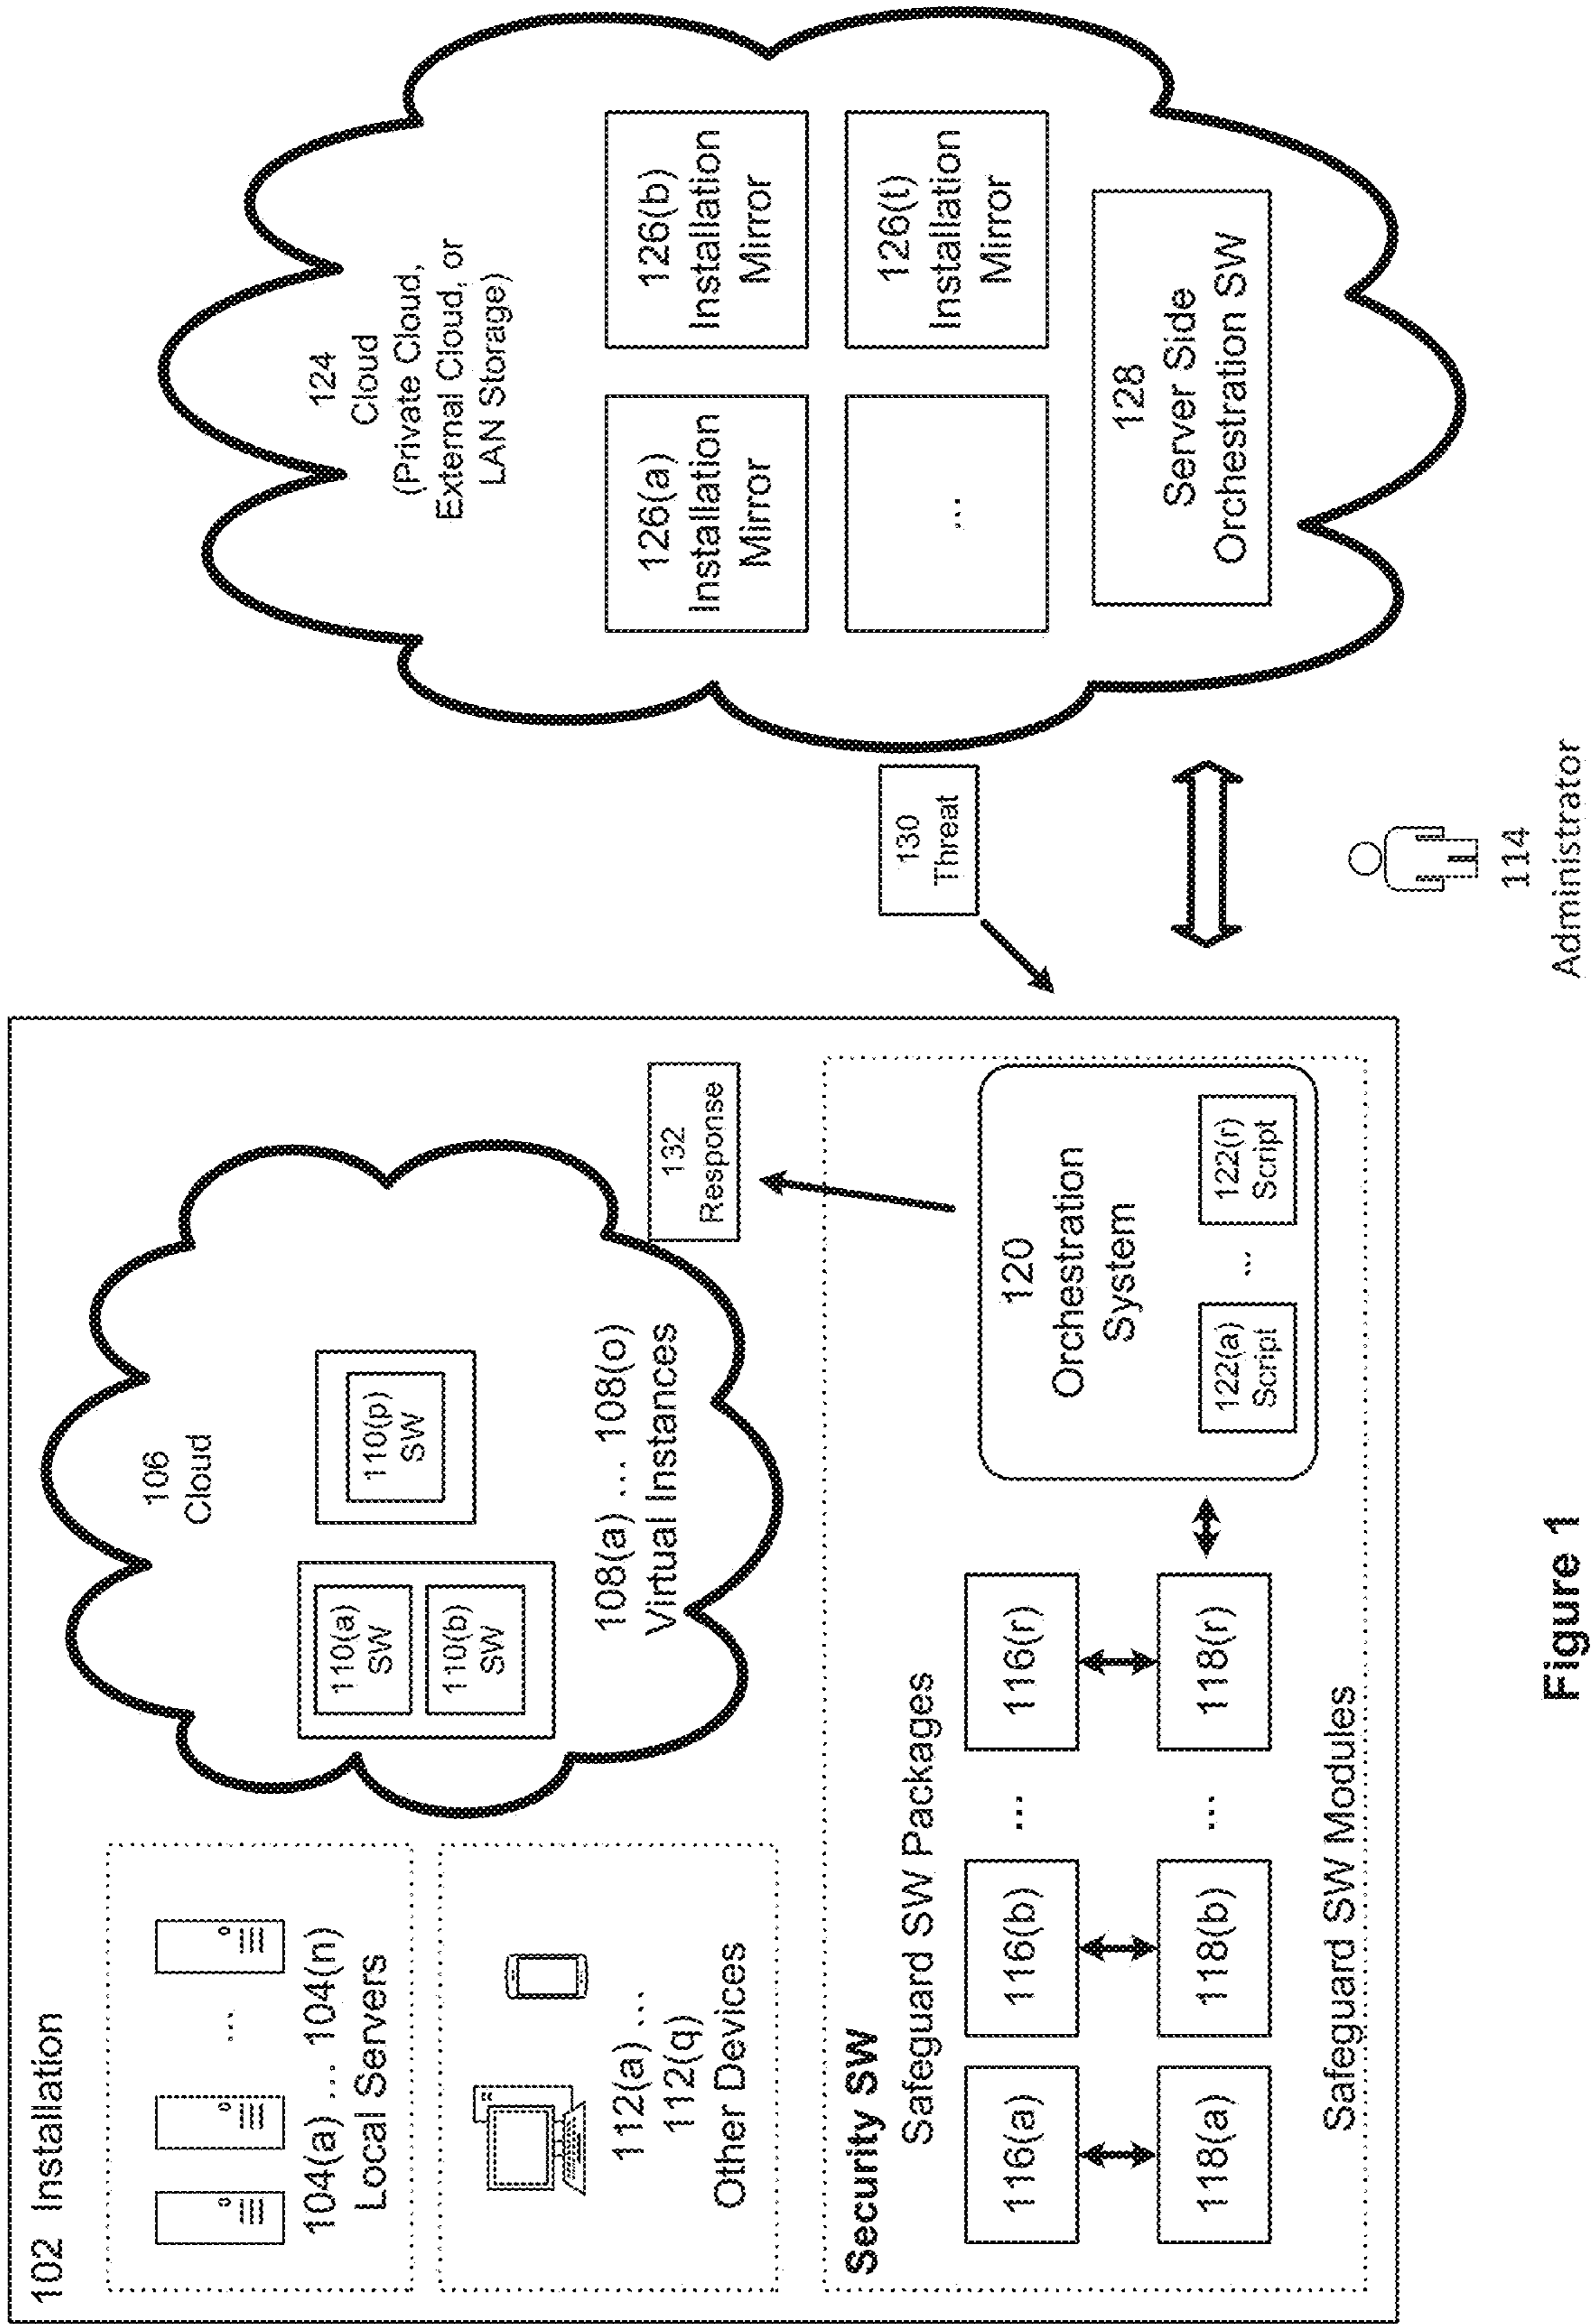 102 Installation
104(a) ... 104(n)
Local Servers
...
112(a) ...
112(q)
Other Devices
106
Cloud
110(a)
SW
110(b)
SW
110(p)
SW
108(a) ... 108(o)
Virtual Instances
132
Response
Security SW
Safeguard SW Packages
116(a)
116(b)
...
116(r)
118(a)
118(b)
...
118(r)
Safeguard SW Modules
120
Orchestration
System
122(a)
Script
...
122(r)
Script
130
Threat
114
Administrator
124
Cloud
(Private Cloud,
External Cloud, or
LAN Storage)
126(a)
Installation
Mirror
126(b)
Installation
Mirror
...
126(t)
Installation
Mirror
128
Server Side
Orchestration SW
Figure 1